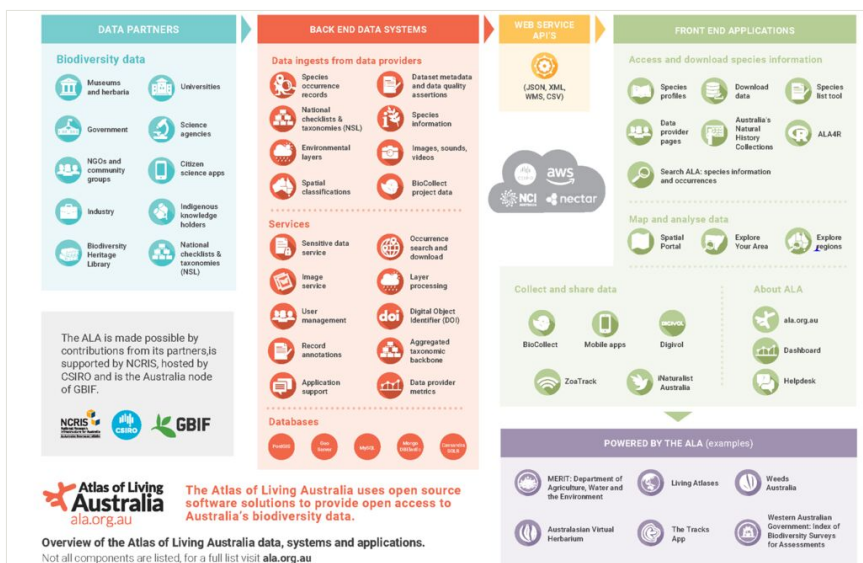 DATA PARTNERS
Biodiversity data
Museums
and herbaria
Universities
Government
Science
agencies
NGOs and
community
groups
Citizen
science apps
Industry
Indigenous
knowledge
holders
Biodiversity
Heritage
Library
National
checklists &
taxonomies
(NSL)
The ALA is made possible by
contributions from its partners,is
supported by NCRIS, hosted by
CSIRO and is the Australia node
of GBIF.
NCRIS
CSIRO
GBIF
BACK END DATA SYSTEMS
Data ingests from data providers
Species
occurrence
records
Dataset metadata
and data quality
assertions
National
checklists &
taxonomies (NSL)
Species
information
Environmental
layers
Images, sounds,
videos
Spatial
classifications
BioCollect
project data
Services
Sensitive data
service
Occurrence
search and
download
Image
service
Layer
processing
User
management
doi
Digital Object
Identifier (DOI)
Record
annotations
Aggregated
taxonomic
backbone
Application
support
Data provider
metrics
Databases
MySQL
WEB SERVICE
API'S
(JSON, XML,
WMS, CSV)
aws
NCI
nectar
FRONT END APPLICATIONS
Access and download species information
Species
profiles
Download
data
Species
list tool
Data
provider
pages
Australia's
Natural
History
Collections
R
ALA4R
Search ALA: species information
and occurrences
Map and analyse data
Spatial
Portal
Explore
Your Area
Explore
regions
Collect and share data
BioCollect
Mobile apps
DIGIVOL
Digivol
ZoaTrack
iNaturalist
Australia
About ALA
ala.org.au
Dashboard
Helpdesk
POWERED BY THE ALA (examples)
MERIT: Department of
Agriculture, Water and
the Environment
Living Atlases
Weeds
Australia
Australasian Virtual
Herbarium
The Tracks
App
Western Australian
Government: Index of
Biodiversity Surveys
for Assessments
Atlas of Living
Australia
ala.org.au
The Atlas of Living Australia uses open source
software solutions to provide open access to
Australia's biodiversity data.
Overview of the Atlas of Living Australia data, systems and applications.
Not all components are listed, for a full list visit ala.org.au